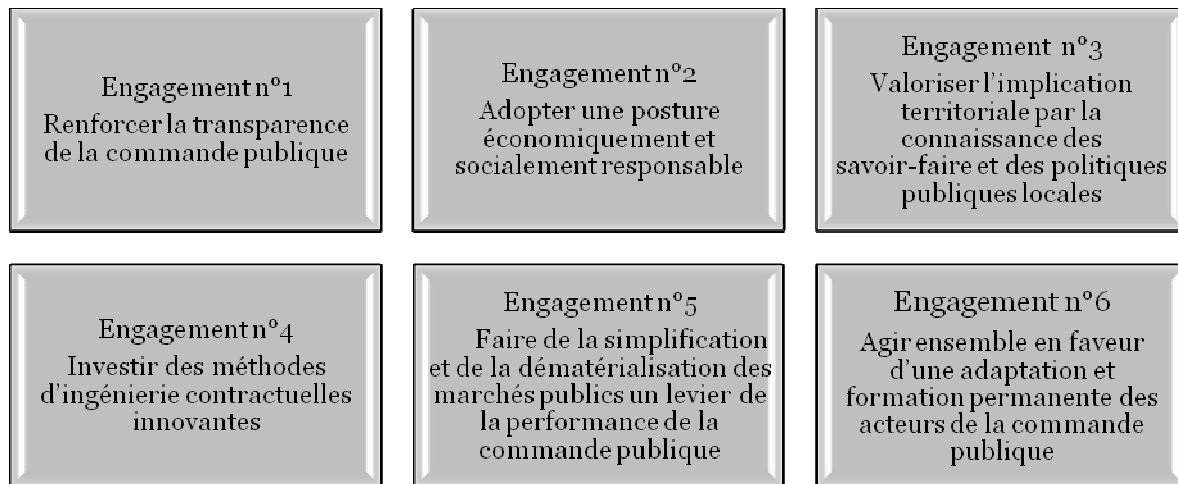 Engagement n°1
Renforcer la transparence
de la commande publique
Engagement n°2
Adopter une posture
économiquement et
socialement responsable
Engagement n°3
Valoriser l'implication
territoriale par la
connaissance des
savoir-faire et des politiques
publiques locales
Engagement n°4
Investir des méthodes
d'ingénierie contractuelles
innovantes
Engagement n°5
Faire de la simplification
et de la dématérialisation des
marchés publics un levier de
la performance de la
commande publique
Engagement n°6
Agir ensemble en faveur
d'une adaptation et
formation permanente des
acteurs de la commande
publique